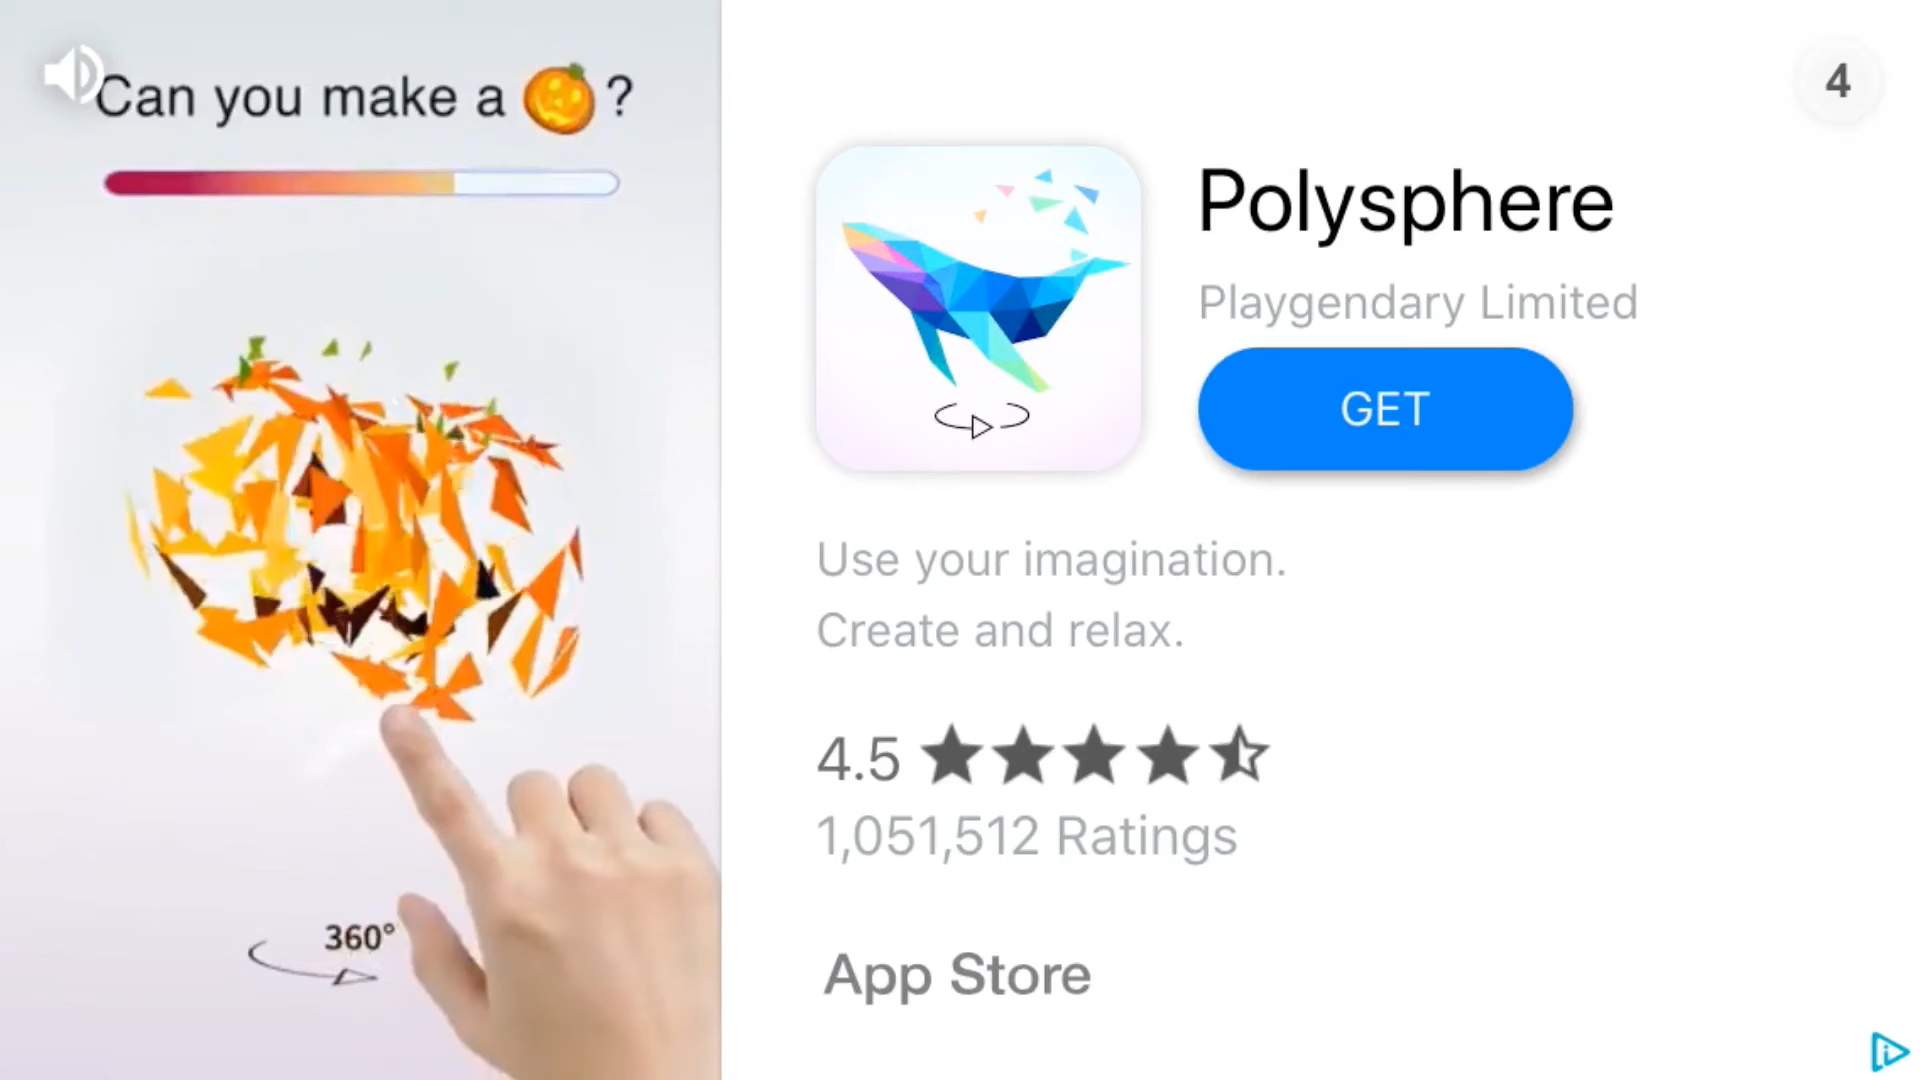 Can you make a ?
360°
4
Polysphere
Playgendary Limited
GET
Use your imagination.
Create and relax.
4.5
1,051,512 Ratings
App Store